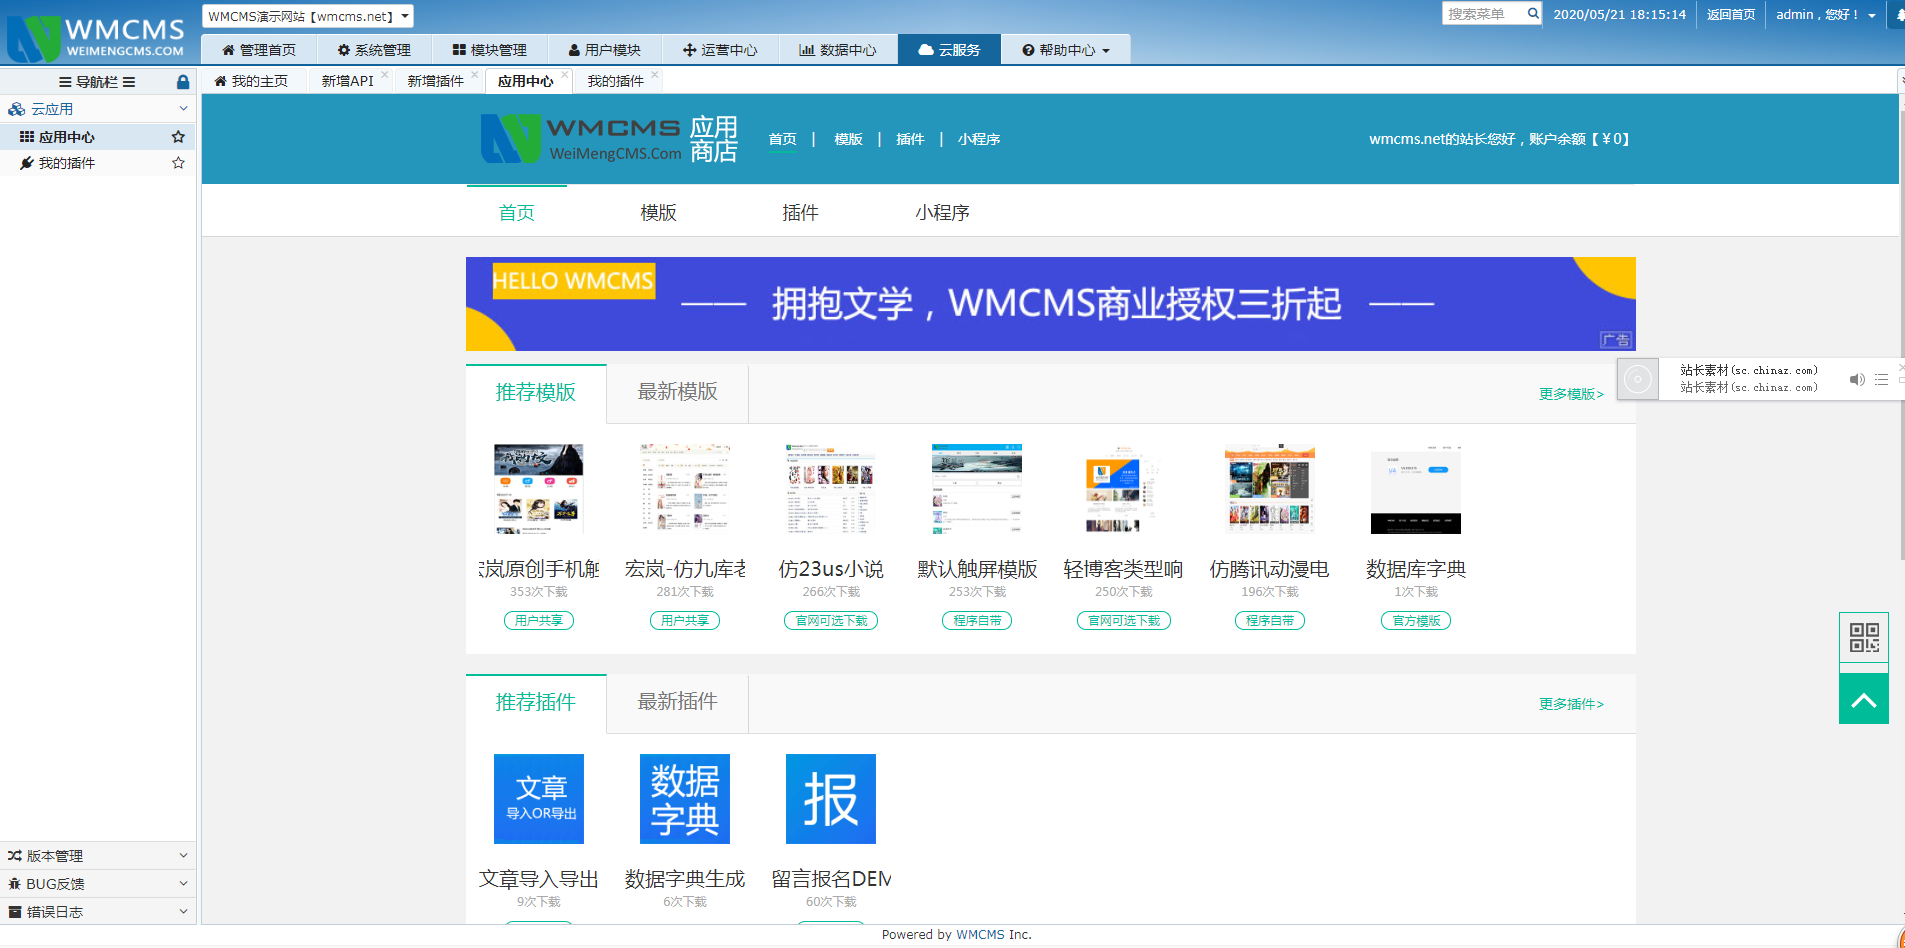 WMCMS
WEIMENGCMS.COM
WMCMS演示网站【wmcms.net】
搜索菜单
2020/05/21 18:15:14
返回首页
admin，您好！
管理首页
系统管理
模块管理
用户模块
运营中心
数据中心
云服务
帮助中心
导航栏
我的主页
新增API
新增插件
应用中心
我的插件
云应用
应用中心
我的插件
版本管理
BUG反馈
错误日志
WMCMS
WeiMengCMS.Com
应用
商店
首页 | 模版 | 插件 | 小程序
wmcms.net的站长您好，账户余额【￥0】
首页
模版
插件
小程序
HELLO WMCMS
拥抱文学，WMCMS商业授权三折起
广告
站长素材(sc.chinaz.com)
站长素材(sc.chinaz.com)
推荐模版
最新模版
更多模版>
宏岚原创手机触
宏岚-仿九库老
仿23us小说
默认触屏模版
轻博客类型响
仿腾讯动漫电
数据库字典
353次下载
281次下载
266次下载
253次下载
250次下载
196次下载
1次下载
用户共享
用户共享
官网可选下载
程序自带
官网可选下载
程序自带
官方模版
推荐插件
最新插件
更多插件>
文章
导入OR导出
数据
字典
报
文章导入导出
数据字典生成
留言报名DEM
9次下载
6次下载
60次下载
Powered by WMCMS Inc.